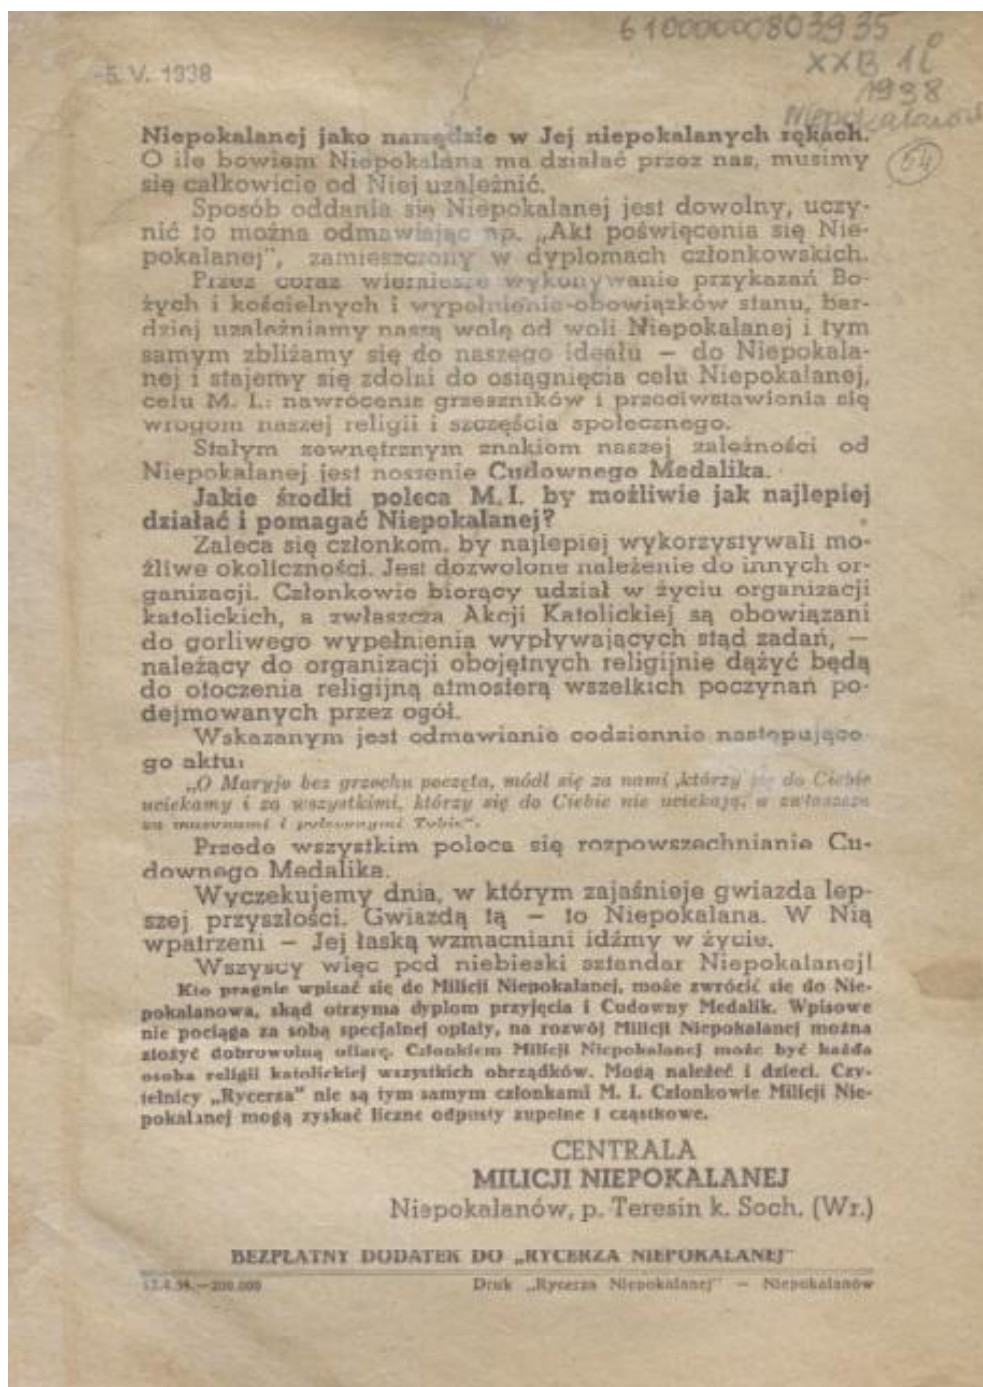 61000000803935
XXB 1i
1938
Niepokalanów
54
-5. V. 1938
Niepokalanej jako narzędzie w Jej niepokalanych rękach.
O ile bowiem Niepokalana ma działać przez nas, musimy
się całkowicie od Niej uzależnić.
Sposób oddania się Niepokalanej jest dowolny, uczy-
nić to można odmawiając np. „Akt poświęcenia się Nie-
pokalanej", zamieszczony w dyplomach członkowskich.
Przez coraz wierniejsze wykonywanie przykazań Bo-
żych i kościelnych i wypełnienie obowiązków stanu, bar-
dziej uzależniamy naszą wolę od woli Niepokalanej i tym
samym zbliżamy się do naszego ideału — do Niepokala-
nej i stajemy się zdolni do osiągnięcia celu Niepokalanej,
celu M. I.: nawrócenie grzeszników i przeciwstawienia się
wrogom naszej religii i szczęścia społecznego.
Stałym zewnętrznym znakiem naszej zależności od
Niepokalanej jest noszenie Cudownego Medalika.
Jakie środki poleca M. I. by możliwie jak najlepiej
działać i pomagać Niepokalanej?
Zaleca się członkom, by najlepiej wykorzystywali mo-
żliwe okoliczności. Jest dozwolone należenie do innych or-
ganizacji. Członkowie biorący udział w życiu organizacji
katolickich, a zwłaszcza Akcji Katolickiej są obowiązani
do gorliwego wypełnienia wypływających stąd zadań, —
należący do organizacji obojętnych religijnie dążyć będą
do otoczenia religijną atmosferą wszelkich poczynań po-
dejmowanych przez ogół.
Wskazanym jest odmawianie codziennie następujące-
go aktu:
„O Maryjo bez grzechu poczęta, módl się za nami ,którzy się do Ciebie
uciekamy i za wszystkimi, którzy się do Ciebie nie uciekają, a zwłaszcza
za masonami i poleconymi Tobie".
Przede wszystkim poleca się rozpowszechnianie Cu-
downego Medalika.
Wyczekujemy dnia, w którym zajaśnieje gwiazda lep-
szej przyszłości. Gwiazdą tą — to Niepokalana. W Nią
wpatrzeni — Jej łaską wzmacniani idźmy w życie.
Wszyscy więc pod niebieski sztandar Niepokalanej!
Kto pragnie wpisać się do Milicji Niepokalanej, może zwrócić się do Nie-
pokalanowa, skąd otrzyma dyplom przyjęcia i Cudowny Medalik. Wpisowe
nie pociąga za sobą specjalnej opłaty, na rozwój Milicji Niepokalanej można
złożyć dobrowolną ofiarę. Członkiem Milicji Niepokalanej może być każda
osoba religii katolickiej wszystkich obrządków. Mogą należeć i dzieci. Czy-
telnicy „Rycerza" nie są tym samym członkami M. I. Członkowie Milicji Nie-
pokalanej mogą zyskać liczne odpusty zupełne i cząstkowe.
CENTRALA
MILICJI NIEPOKALANEJ
Niepokalanów, p. Teresin k. Soch. (Wr.)
BEZPŁATNY DODATEK DO „RYCERZA NIEPOKALANEJ"
—200.000 Druk „Rycerza Niepokalanej" — Niepokalanów